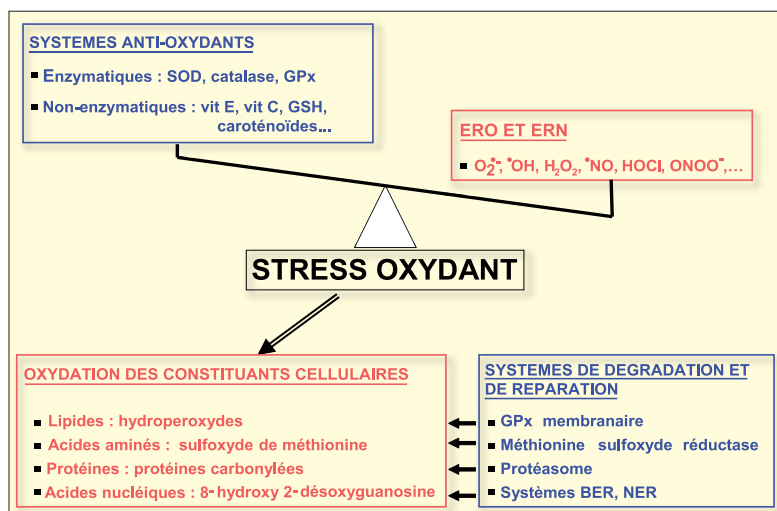 SYSTEMES ANTI-OXYDANTS
▪ Enzymatiques : SOD, catalase, GPx
▪ Non-enzymatiques : vit E, vit C, GSH,
caroténoïdes...
ERO ET ERN
▪ O₂•-, •OH, H₂O₂, •NO, HOCl, ONOO⁻,...
STRESS OXYDANT
OXYDATION DES CONSTITUANTS CELLULAIRES
▪ Lipides : hydroperoxydes
▪ Acides aminés : sulfoxyde de méthionine
▪ Protéines : protéines carbonylées
▪ Acides nucléiques : 8-hydroxy 2-désoxyguanosine
SYSTEMES DE DEGRADATION ET
DE REPARATION
▪ GPx membranaire
▪ Méthionine sulfoxyde réductase
▪ Protéasome
▪ Systèmes BER, NER